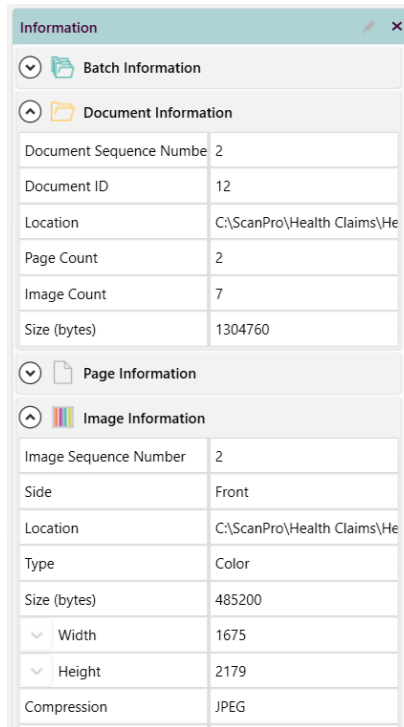 Information
Batch Information
Document Information
Document Sequence Numbe 2
Document ID 12
Location C:\ScanPro\Health Claims\He
Page Count 2
Image Count 7
Size (bytes) 1304760
Page Information
Image Information
Image Sequence Number 2
Side Front
Location C:\ScanPro\Health Claims\He
Type Color
Size (bytes) 485200
Width 1675
Height 2179
Compression JPEG